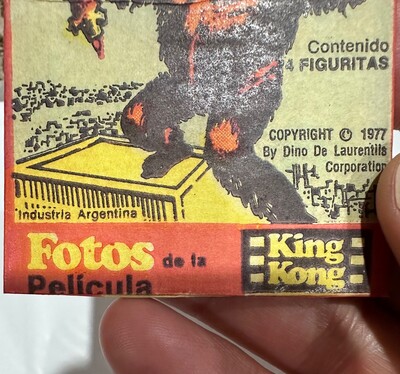 Contenido
4 FIGURITAS
COPYRIGHT © 1977
By Dino De Laurentiis
Corporation
Industria Argentina
Fotos de la
Película
King
Kong